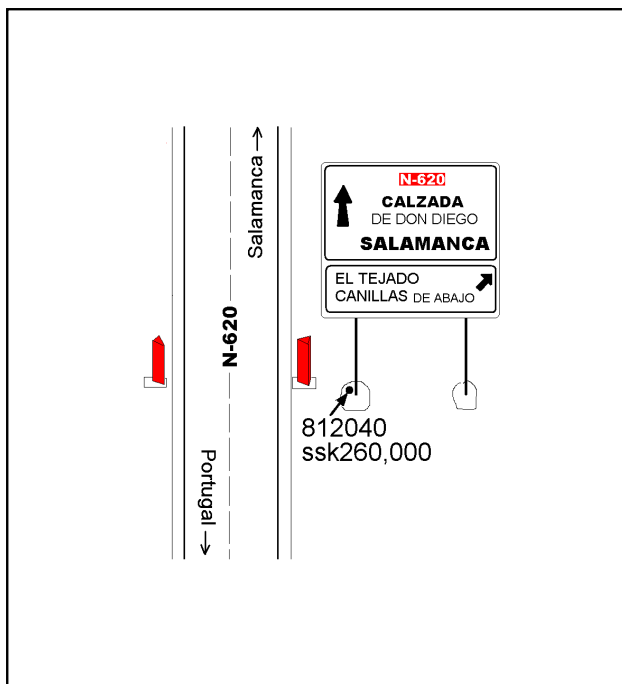 Salamanca →
N-620
CALZADA
DE DON DIEGO
SALAMANCA
EL TEJADO
CANILLAS DE ABAJO
N-620
812040
ssk260,000
Portugal →